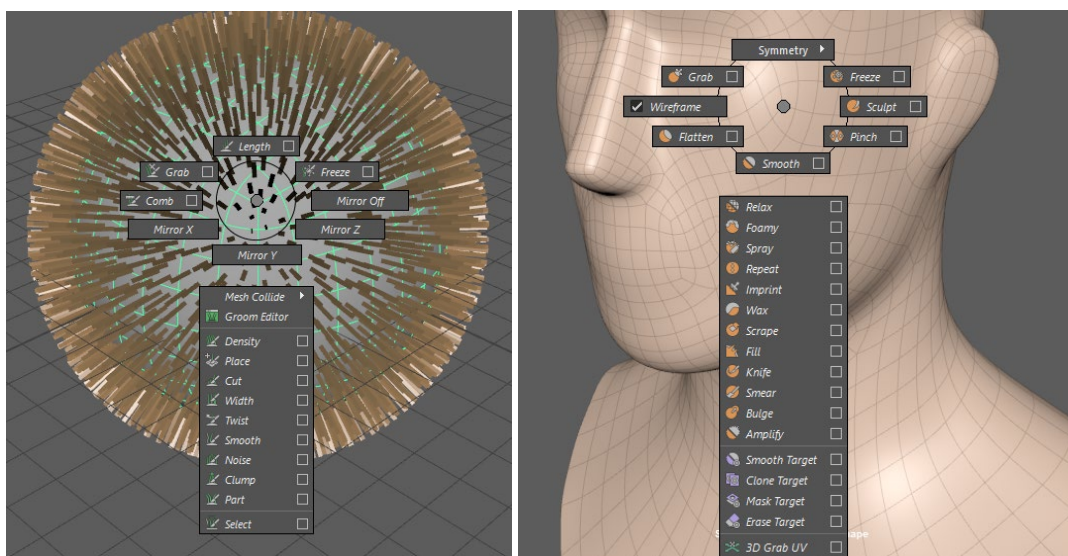 Length
Grab
Freeze
Comb
Mirror Off
Mirror X
Mirror Z
Mirror Y
Mesh Collide
Groom Editor
Density
Place
Cut
Width
Twist
Smooth
Noise
Clump
Part
Select
Symmetry
Grab
Freeze
Wireframe
Sculpt
Flatten
Pinch
Smooth
Relax
Foamy
Spray
Repeat
Imprint
Wax
Scrape
Fill
Knife
Smear
Bulge
Amplify
Smooth Target
Clone Target
Mask Target
Erase Target
3D Grab UV